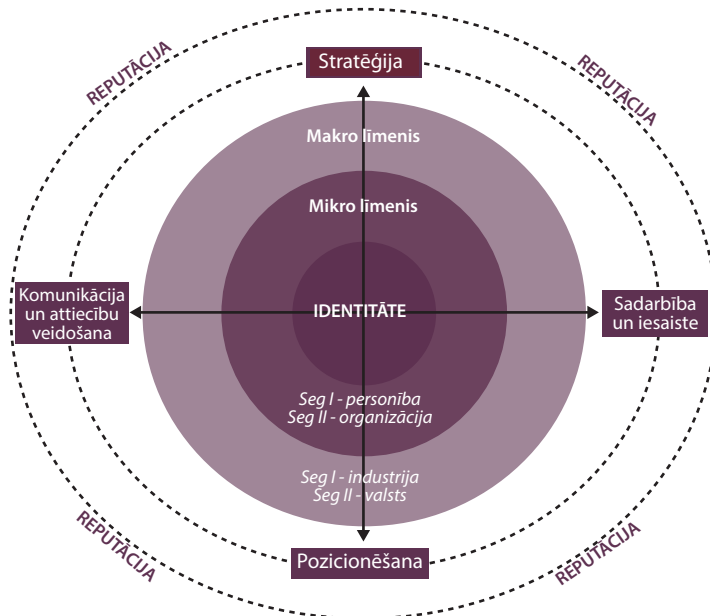 REPUTĀCIJA
REPUTĀCIJA
Stratēģija
Makro līmenis
Mikro līmenis
Komunikācija
un attiecību
veidošana
IDENTITĀTE
Sadarbība
un iesaiste
Seg I - personība
Seg II - organizācija
Seg I - industrija
Seg II - valsts
Pozicionēšana
REPUTĀCIJA
REPUTĀCIJA